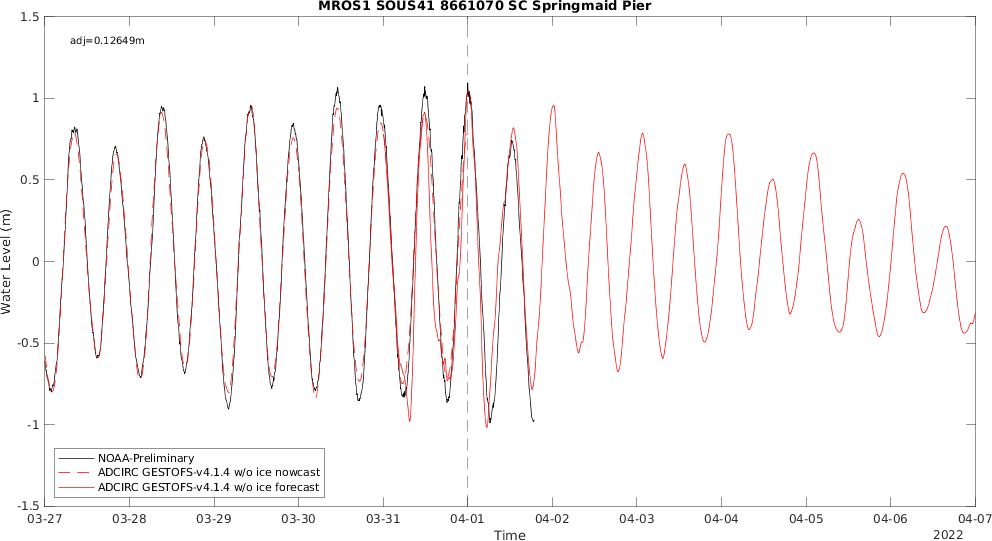 MROS1 SOUS41 8661070 SC Springmaid Pier
adj=0.12649m
1.5
1
0.5
0
-0.5
-1
-1.5
Water Level (m)
NOAA-Preliminary
ADCIRC GESTOFS-v4.1.4 w/o ice nowcast
ADCIRC GESTOFS-v4.1.4 w/o ice forecast
03-27 03-28 03-29 03-30 03-31 04-01 04-02 04-03 04-04 04-05 04-06 04-07
Time
2022